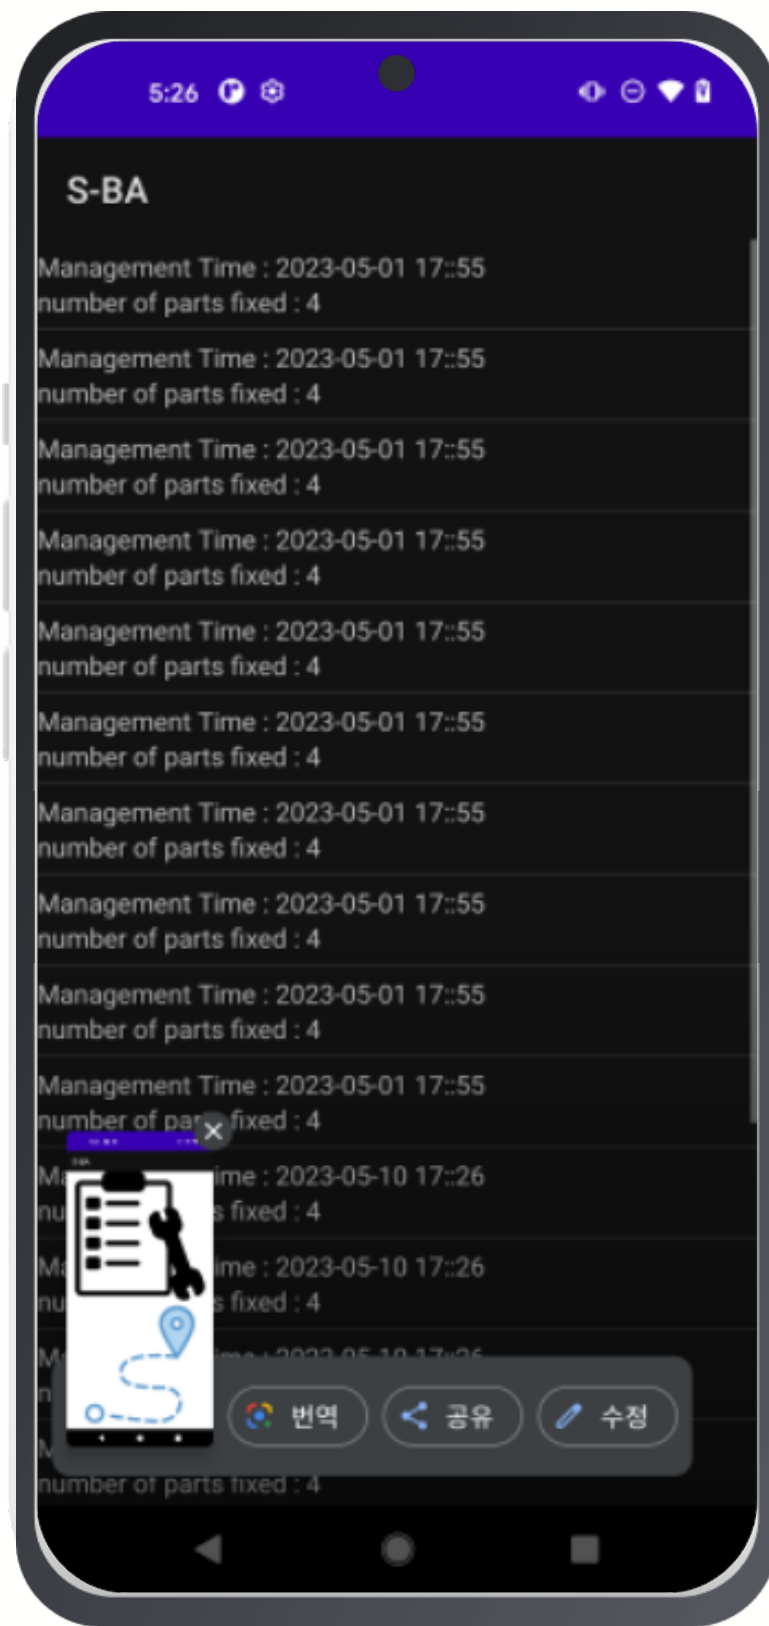 5:26
S-BA
Management Time : 2023-05-01 17::55
number of parts fixed : 4
Management Time : 2023-05-01 17::55
number of parts fixed : 4
Management Time : 2023-05-01 17::55
number of parts fixed : 4
Management Time : 2023-05-01 17::55
number of parts fixed : 4
Management Time : 2023-05-01 17::55
number of parts fixed : 4
Management Time : 2023-05-01 17::55
number of parts fixed : 4
Management Time : 2023-05-01 17::55
number of parts fixed : 4
Management Time : 2023-05-01 17::55
number of parts fixed : 4
Management Time : 2023-05-01 17::55
number of parts fixed : 4
Management Time : 2023-05-01 17::55
number of parts fixed : 4
Ma ime : 2023-05-10 17::26
nu s fixed : 4
Ma ime : 2023-05-10 17::26
nu s fixed : 4
번역
공유
수정
number of parts fixed : 4